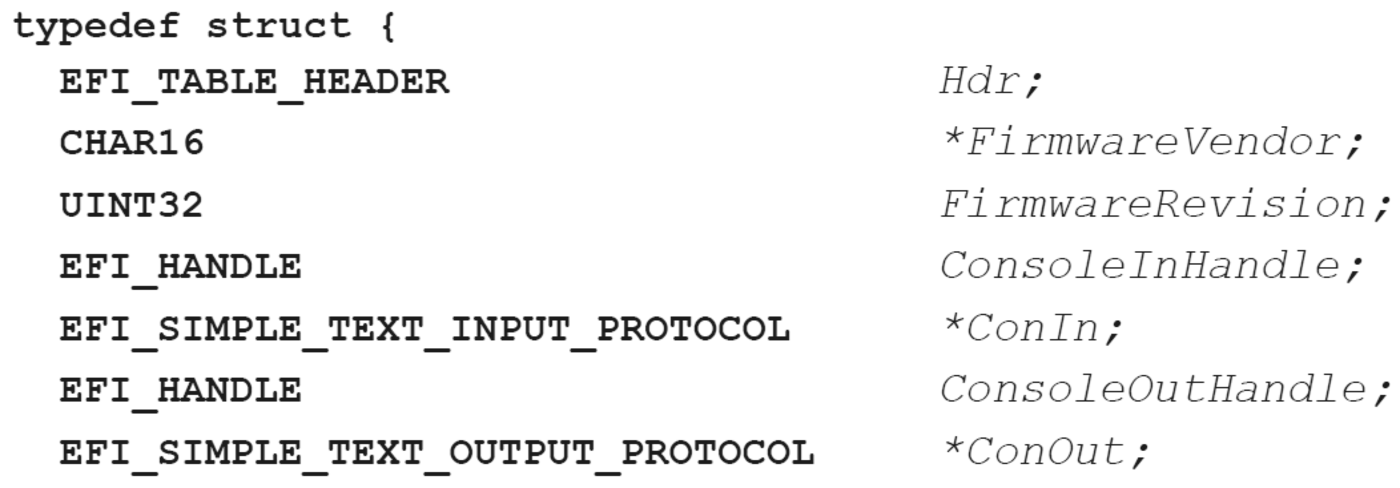 typedef struct {
EFI_TABLE_HEADER Hdr;
CHAR16 *FirmwareVendor;
UINT32 FirmwareRevision;
EFI_HANDLE ConsoleInHandle;
EFI_SIMPLE_TEXT_INPUT_PROTOCOL *ConIn;
EFI_HANDLE ConsoleOutHandle;
EFI_SIMPLE_TEXT_OUTPUT_PROTOCOL *ConOut;